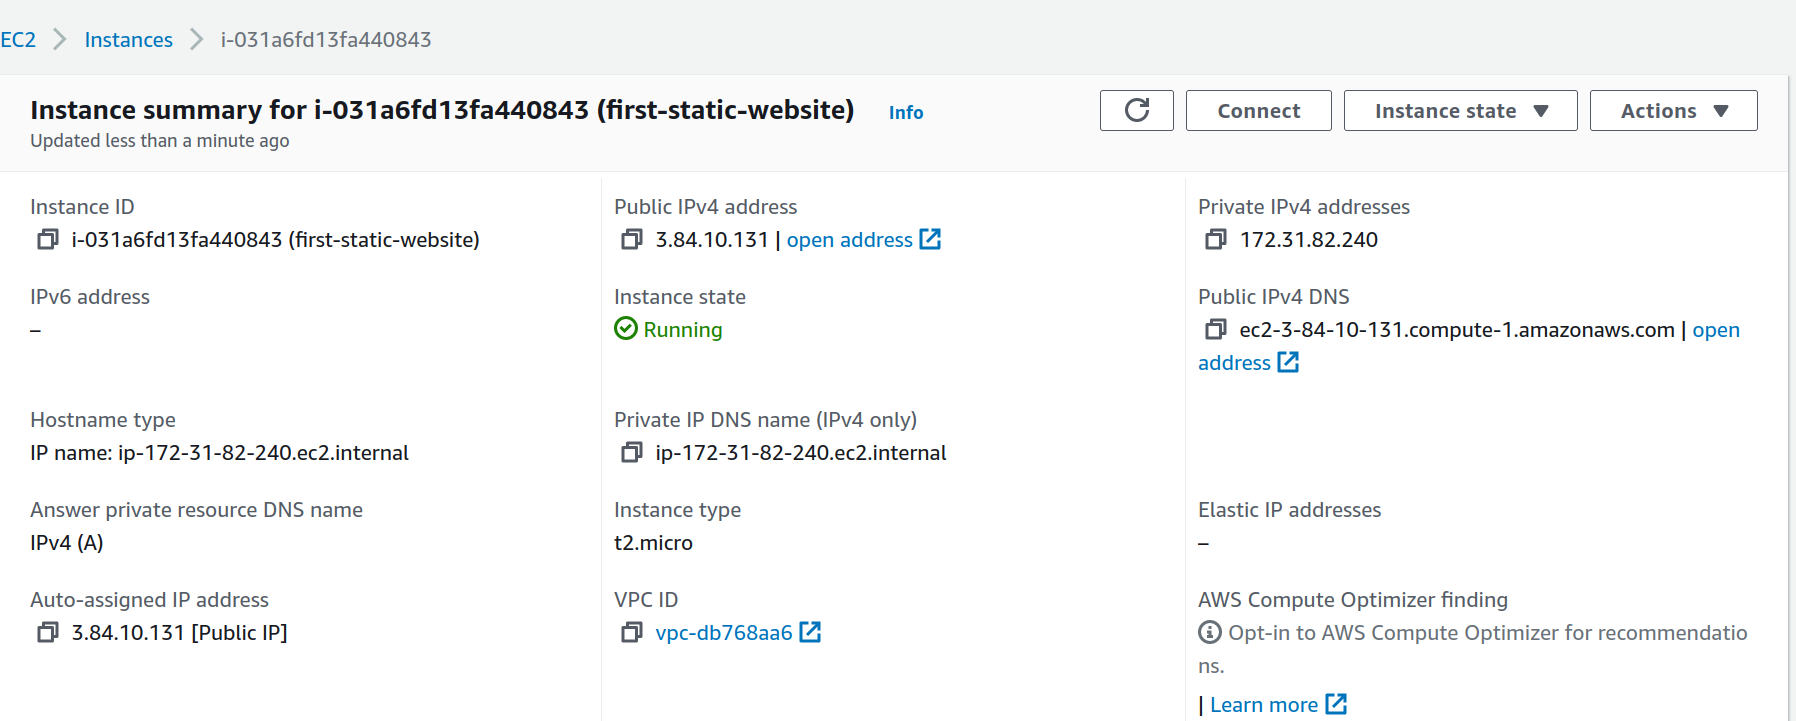 EC2 > Instances > i-031a6fd13fa440843
Instance summary for i-031a6fd13fa440843 (first-static-website) Info
Updated less than a minute ago
Connect
Instance state
Actions
Instance ID
i-031a6fd13fa440843 (first-static-website)
Public IPv4 address
3.84.10.131 | open address
Private IPv4 addresses
172.31.82.240
IPv6 address
–
Instance state
Running
Public IPv4 DNS
ec2-3-84-10-131.compute-1.amazonaws.com | open
address
Hostname type
IP name: ip-172-31-82-240.ec2.internal
Private IP DNS name (IPv4 only)
ip-172-31-82-240.ec2.internal
Answer private resource DNS name
IPv4 (A)
Instance type
t2.micro
Elastic IP addresses
–
Auto-assigned IP address
3.84.10.131 [Public IP]
VPC ID
vpc-db768aa6
AWS Compute Optimizer finding
Opt-in to AWS Compute Optimizer for recommendatio
ns.
| Learn more